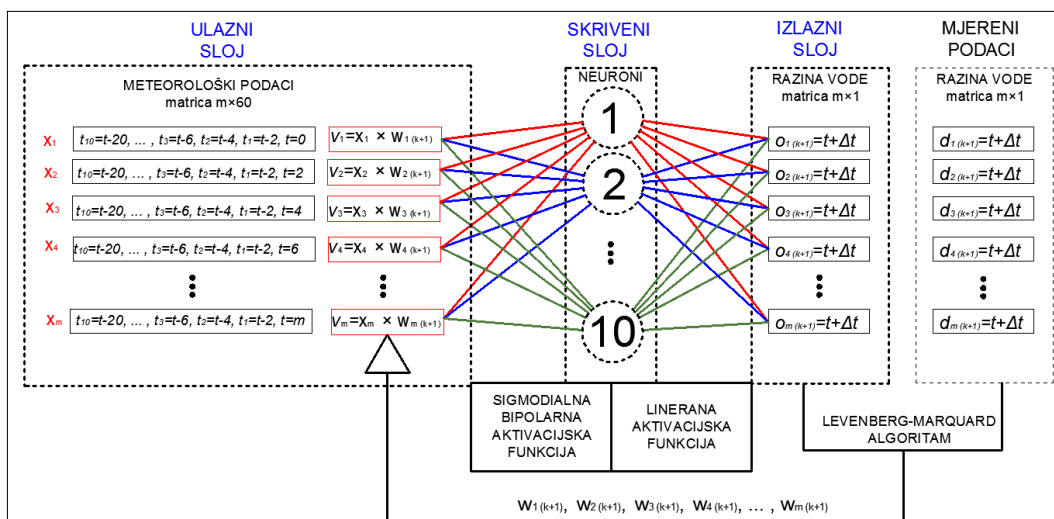 ULAZNI
SLOJ
SKRIVENI
SLOJ
IZLAZNI
SLOJ
MJERENI
PODACI
METEOROLOŠKI PODACI
matrica m×60
NEURONI
RAZINA VODE
matrica m×1
RAZINA VODE
matrica m×1
X1 t10=t-20, ... , t3=t-6, t2=t-4, t1=t-2, t=0 V1=X1 × W1(k+1) 1 o1(k+1)=t+Δt d1(k+1)=t+Δt
X2 t10=t-20, ... , t3=t-6, t2=t-4, t1=t-2, t=2 V2=X2 × W2(k+1) 2 o2(k+1)=t+Δt d2(k+1)=t+Δt
X3 t10=t-20, ... , t3=t-6, t2=t-4, t1=t-2, t=4 V3=X3 × W3(k+1) o3(k+1)=t+Δt d3(k+1)=t+Δt
X4 t10=t-20, ... , t3=t-6, t2=t-4, t1=t-2, t=6 V4=X4 × W4(k+1) o4(k+1)=t+Δt d4(k+1)=t+Δt
Xm t10=t-20, ... , t3=t-6, t2=t-4, t1=t-2, t=m Vm=Xm × Wm(k+1) 10 om(k+1)=t+Δt dm(k+1)=t+Δt
SIGMODIALNA
BIPOLARNA
AKTIVACIJSKA
FUNKCIJA
LINERANA
AKTIVACIJSKA
FUNKCIJA
LEVENBERG-MARQUARD
ALGORITAM
W1(k+1), W2(k+1), W3(k+1), W4(k+1), ... , Wm(k+1)